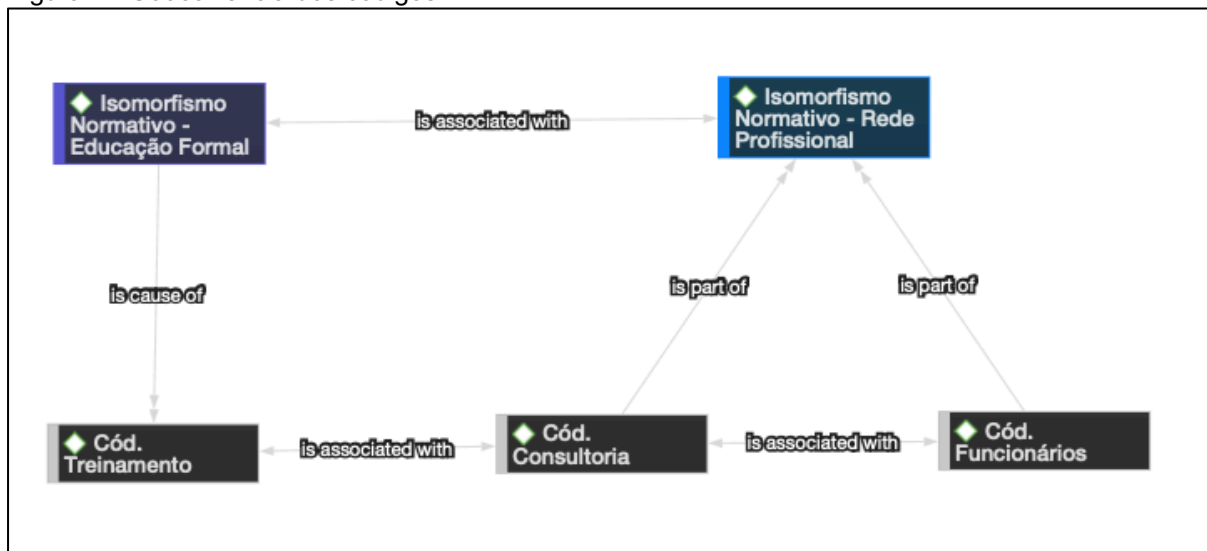 Isomorfismo
Normativo -
Educação Formal
is associated with
Isomorfismo
Normativo - Rede
Profissional
is cause of
is part of
is part of
Cód.
Treinamento
is associated with
Cód.
Consultoria
is associated with
Cód.
Funcionários